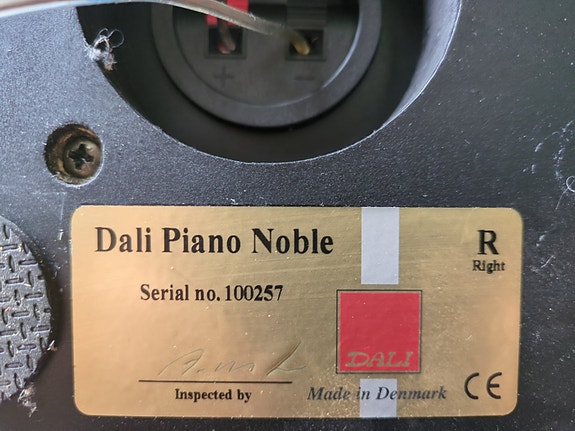 + −
Dali Piano Noble
R
Right
Serial no. 100257
DALI
Inspected by
Made in Denmark
CE